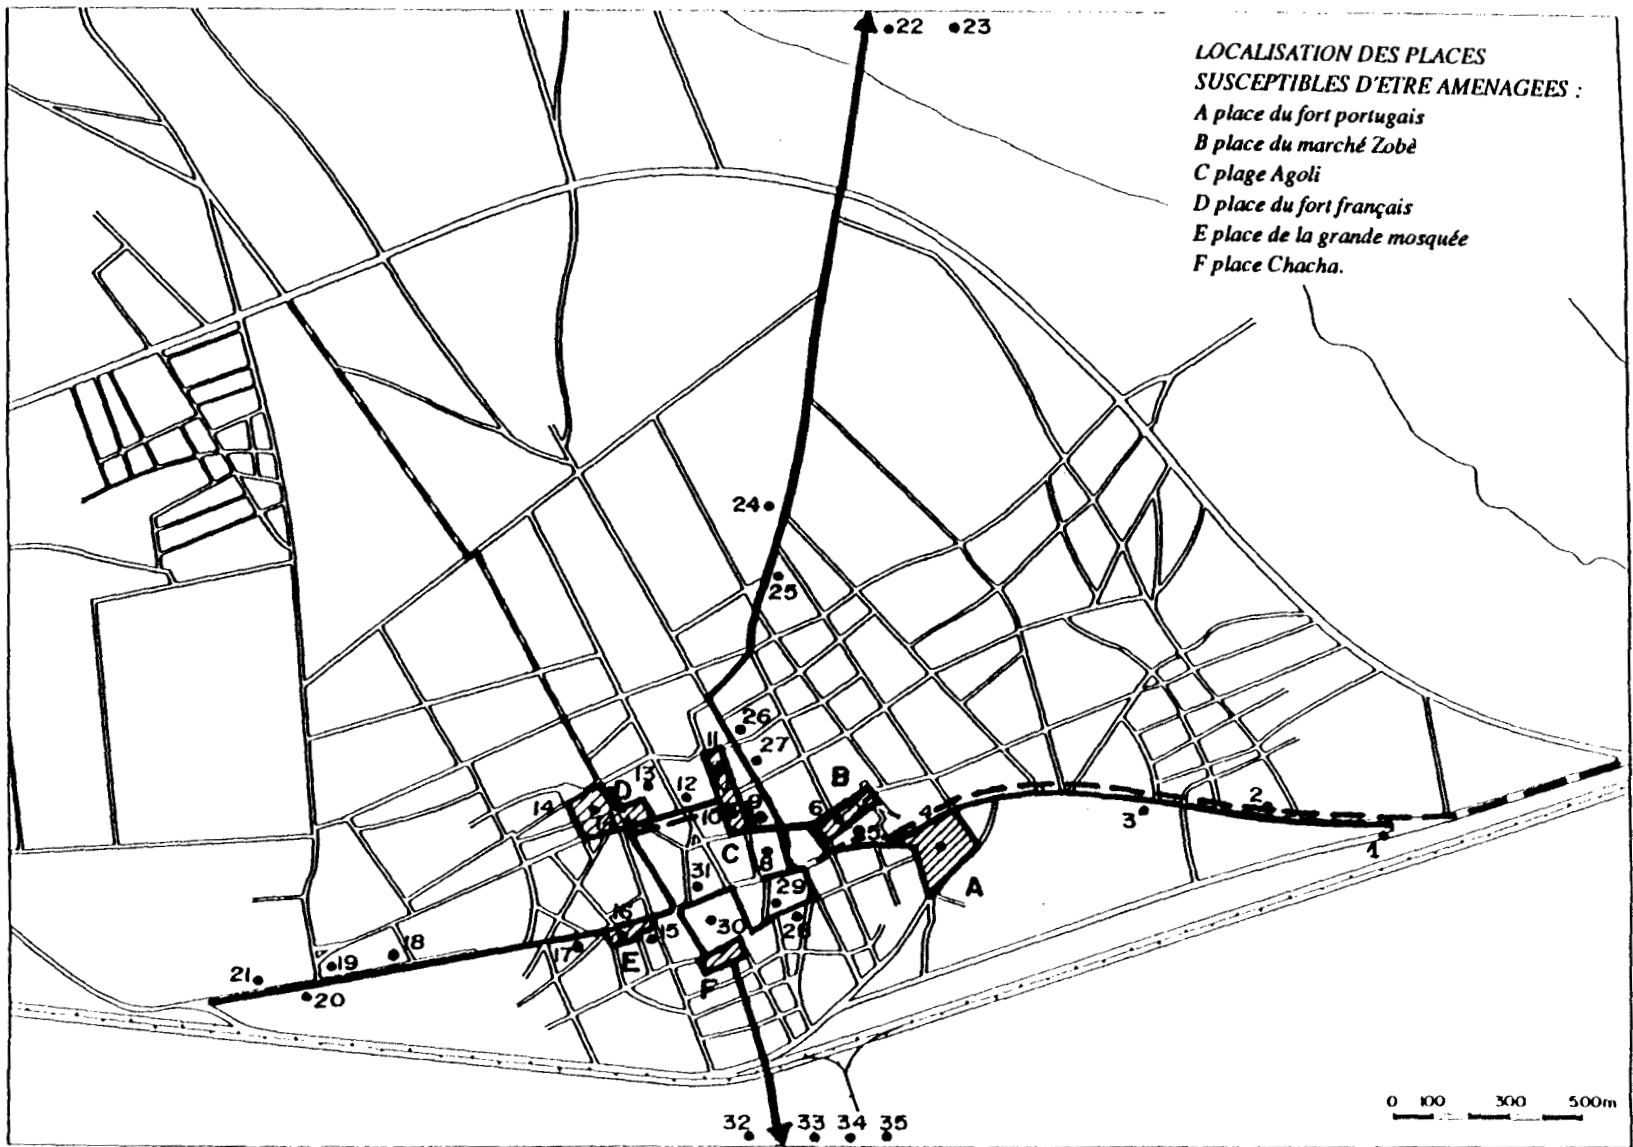 22 23
LOCALISATION DES PLACES
SUSCEPTIBLES D'ETRE AMENAGEES :
A place du fort portugais
B place du marché Zobè
C plage Agoli
D place du fort français
E place de la grande mosquée
F place Chacha.
24
25
26
11
27
13
D
12
B
14
9
10
6
4
2
3
5
1
C
8
A
31
29
16
30
28
15
17
E
18
19
21
20
F
0 100 300 500m
32 33 34 35